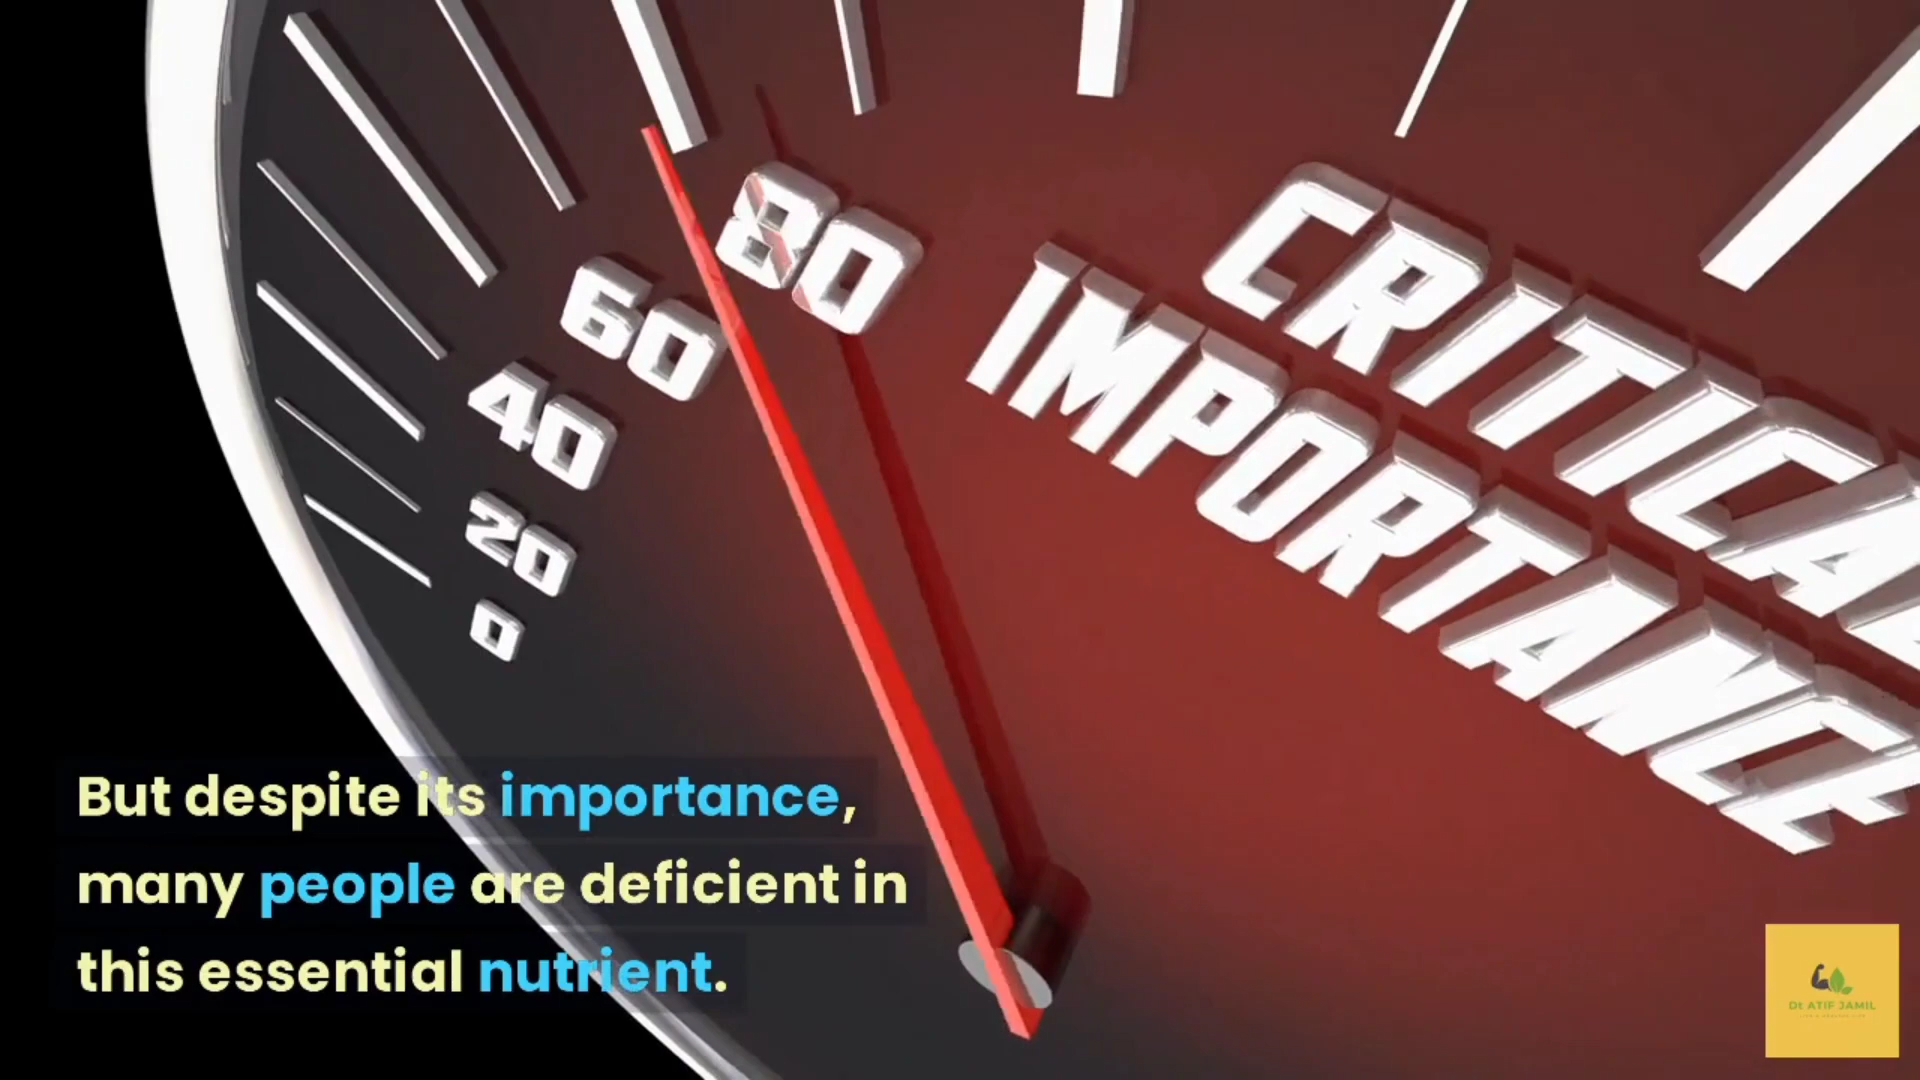 80
60
40
20
0
CRITICAL
IMPORTANCE
But despite its importance,
many people are deficient in
this essential nutrient.
Dt ATIF JAMIL